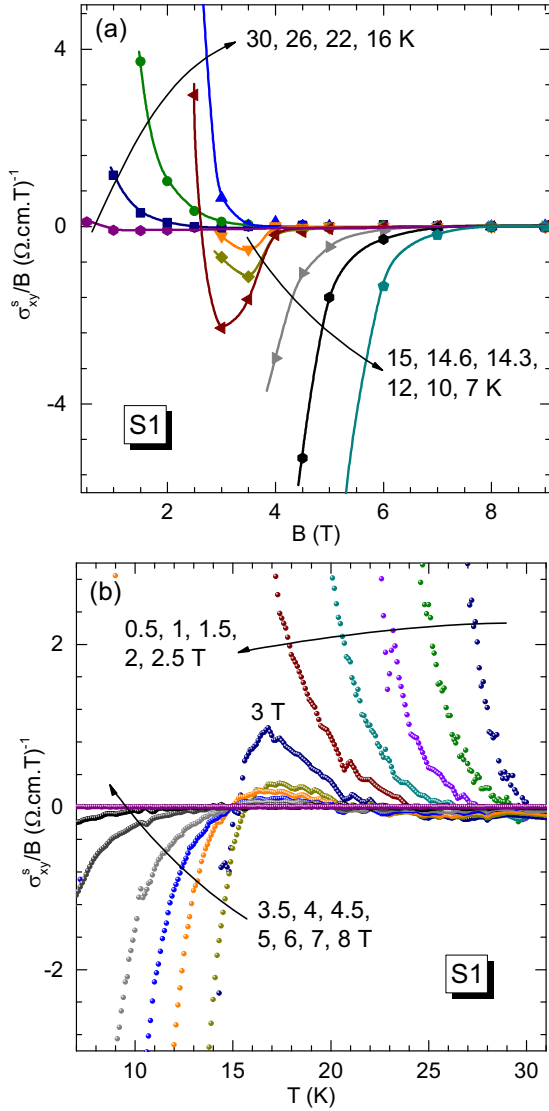 (a)
30, 26, 22, 16 K
4
0
-4
σˢxy/B (Ω.cm.T)⁻¹
15, 14.6, 14.3,
12, 10, 7 K
S1
2 4 6 8
B (T)
(b)
0.5, 1, 1.5,
2, 2.5 T
3 T
2
0
-2
σˢxy/B (Ω.cm.T)⁻¹
3.5, 4, 4.5,
5, 6, 7, 8 T
S1
10 15 20 25 30
T (K)